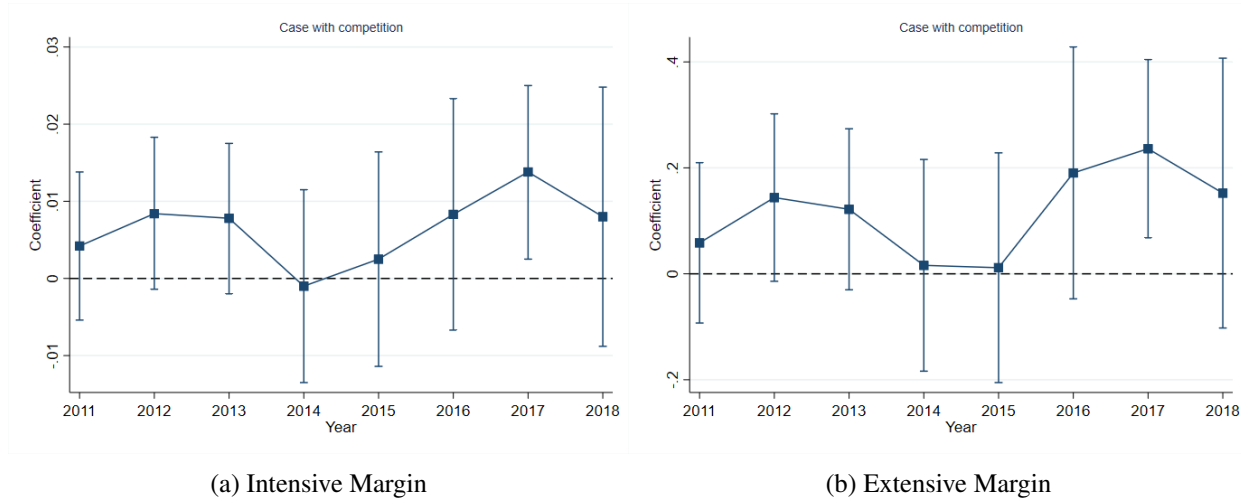 Case with competition
.03
.02
.01
0
-.01
Coefficient
2011 2012 2013 2014 2015 2016 2017 2018
Year
(a) Intensive Margin
Case with competition
.4
.2
0
-.2
Coefficient
2011 2012 2013 2014 2015 2016 2017 2018
Year
(b) Extensive Margin